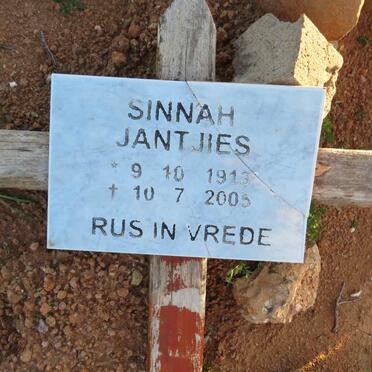 SINNAH
JANTJIES
* 9 10 1913
† 10 7 2005
RUS IN VREDE